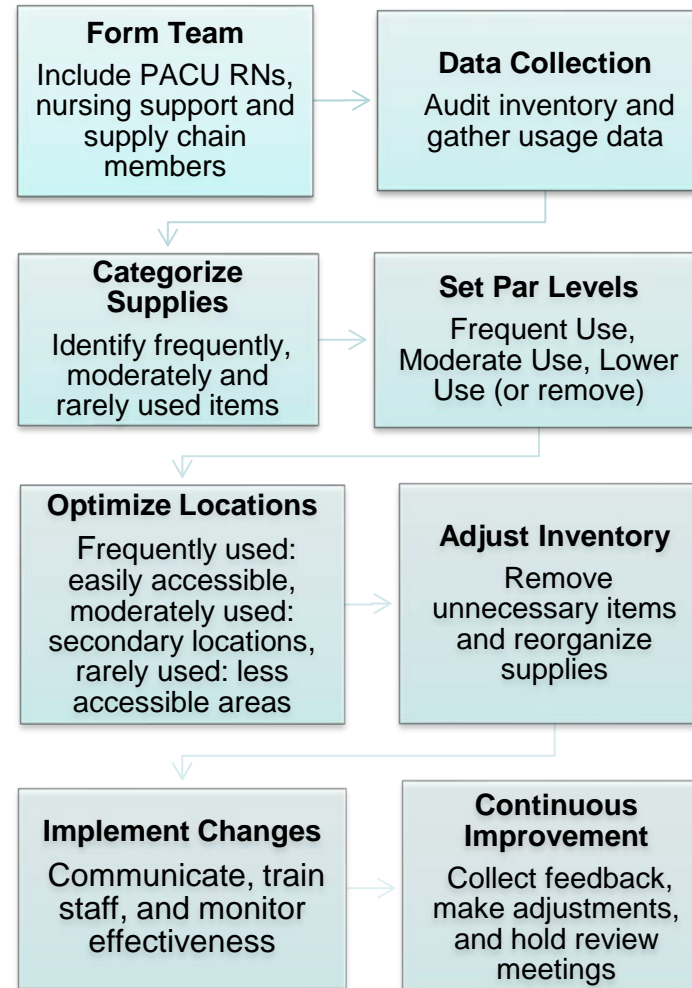 Form Team
Include PACU RNs,
nursing support and
supply chain
members
Data Collection
Audit inventory and
gather usage data
Categorize
Supplies
Identify frequently,
moderately and
rarely used items
Set Par Levels
Frequent Use,
Moderate Use, Lower
Use (or remove)
Optimize Locations
Frequently used:
easily accessible,
moderately used:
secondary locations,
rarely used: less
accessible areas
Adjust Inventory
Remove
unnecessary items
and reorganize
supplies
Implement Changes
Communicate, train
staff, and monitor
effectiveness
Continuous
Improvement
Collect feedback,
make adjustments,
and hold review
meetings